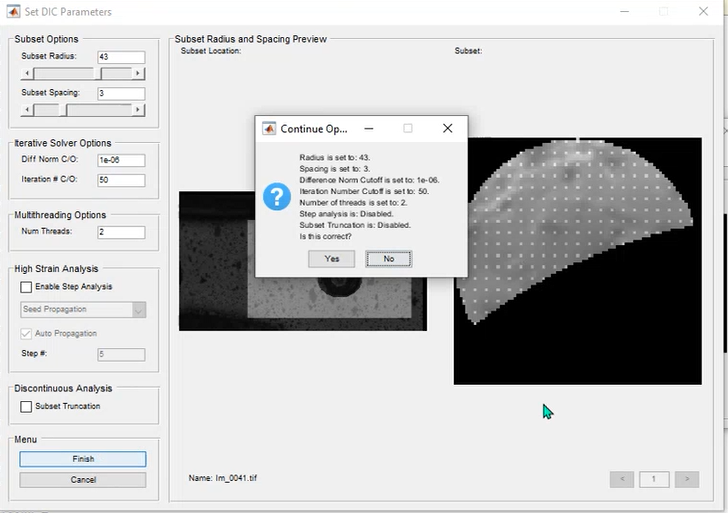 Set DIC Parameters
Subset Options
Subset Radius: 43
Subset Spacing: 3
Iterative Solver Options
Diff Norm C/O: 1e-06
Iteration # C/O: 50
Multithreading Options
Num Threads: 2
High Strain Analysis
Enable Step Analysis
Seed Propagation
Auto Propagation
Step #: 5
Discontinuous Analysis
Subset Truncation
Menu
Finish
Cancel
Subset Radius and Spacing Preview
Subset Location:
Subset:
Continue Op...
Radius is set to: 43.
Spacing is set to: 3.
Difference Norm Cutoff is set to: 1e-06.
Iteration Number Cutoff is set to: 50.
Number of threads is set to: 2.
Step analysis is: Disabled.
Subset Truncation is: Disabled.
Is this correct?
Yes No
Name: Im_0041.tif
< 1 >